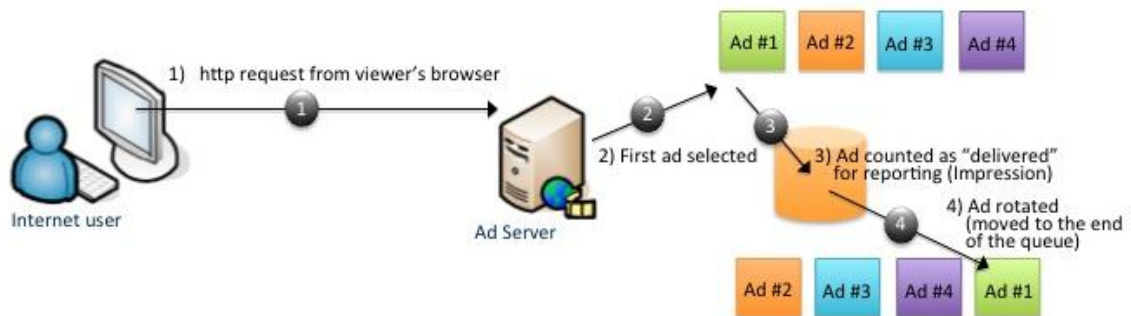 Ad #1 Ad #2 Ad #3 Ad #4
1) http request from viewer's browser
1
2
2) First ad selected
3
3) Ad counted as “delivered”
for reporting (Impression)
4) Ad rotated
(moved to the end
of the queue)
4
Internet user
Ad Server
Ad #2 Ad #3 Ad #4 Ad #1